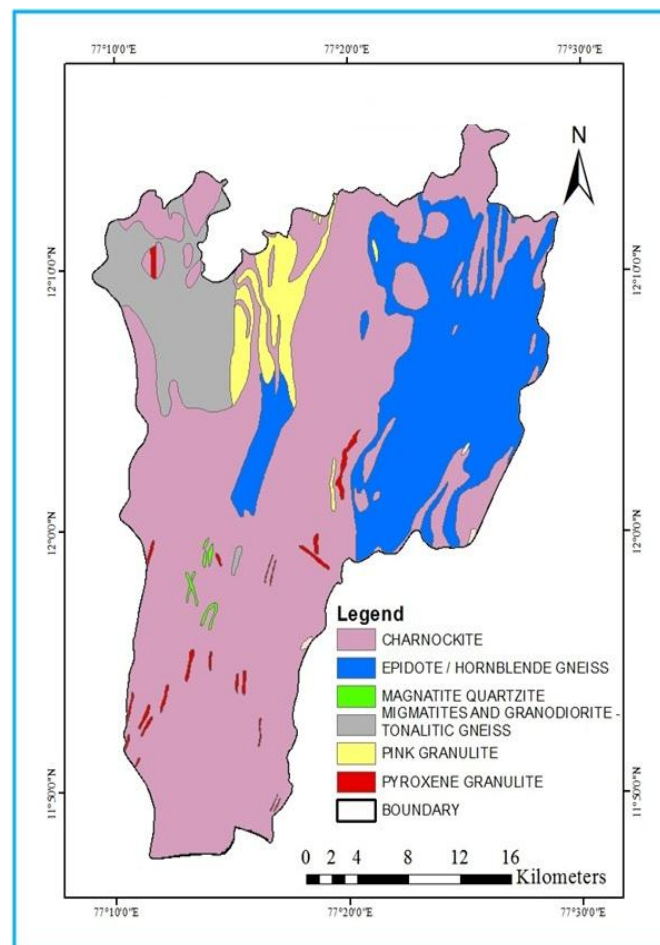 77°10'0"E 77°20'0"E 77°30'0"E
N
12°10'0"N 12°10'0"N
12°0'0"N 12°0'0"N
Legend
CHARNOCKITE
EPIDOTE / HORNBLENDE GNEISS
MAGNATITE QUARTZITE
MIGMATITES AND GRANODIORITE -
TONALITIC GNEISS
PINK GRANULITE
PYROXENE GRANULITE
BOUNDARY
11°50'0"N 11°50'0"N
0 2 4 8 12 16
Kilometers
77°10'0"E 77°20'0"E 77°30'0"E